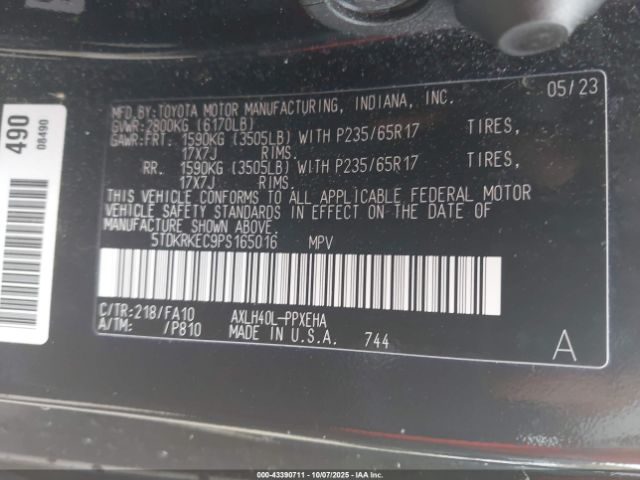 490
08490
MFD.BY: TOYOTA MOTOR MANUFACTURING, INDIANA, INC. 05/23
GVWR: 2800KG (6170LB)
GAWR: FRT. 1590KG (3505LB) WITH P235/65R17 TIRES,
17X7J RIMS.
RR. 1590KG (3505LB) WITH P235/65R17 TIRES,
17X7J RIMS.
THIS VEHICLE CONFORMS TO ALL APPLICABLE FEDERAL MOTOR
VEHICLE SAFETY STANDARDS IN EFFECT ON THE DATE OF
MANUFACTURE SHOWN ABOVE.
5TDKRKEC9PS165016 MPV
C/TR: 218/FA10 AXLH40L-PPXEHA
A/TM: /P810 MADE IN U.S.A. 744 A
000-43390711 - 10/07/2025 - iaai.com